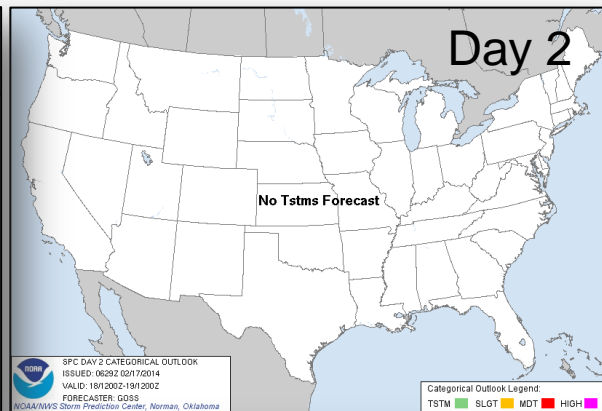 Day 2
No Tstms Forecast
NOAA
SPC DAY 2 CATEGORICAL OUTLOOK
ISSUED: 0629Z 02/17/2014
VALID: 18/1200Z-19/1200Z
FORECASTER: GOSS
NOAA/NWS Storm Prediction Center, Norman, Oklahoma
Categorical Outlook Legend:
TSTM SLGT MDT HIGH